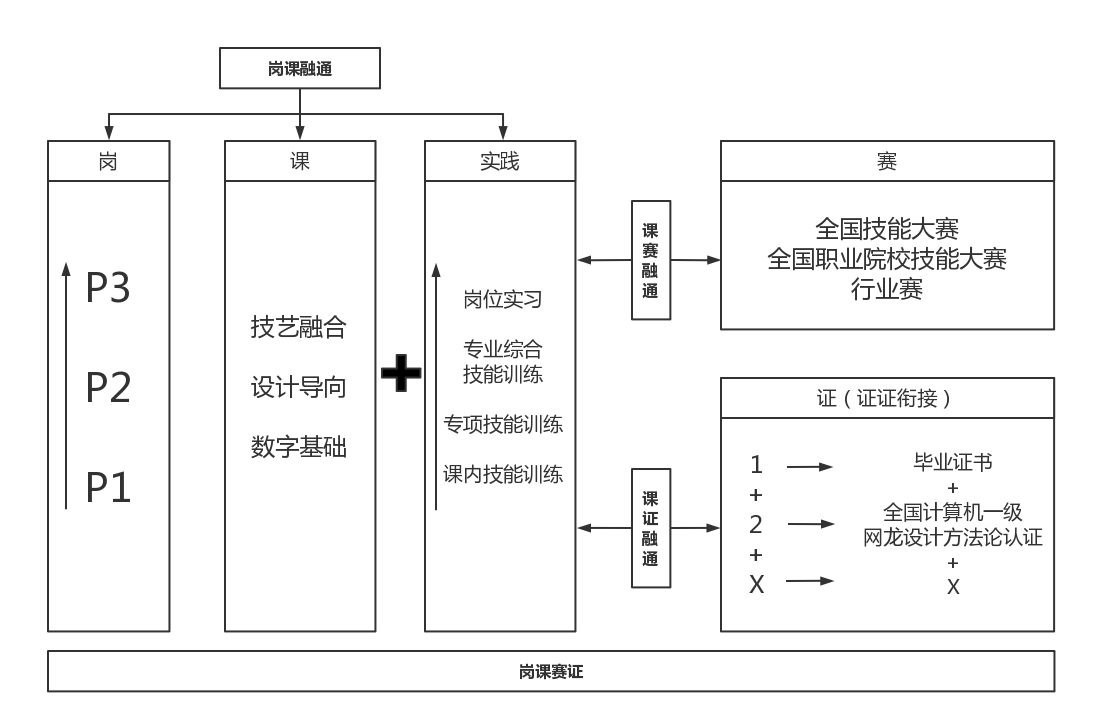 岗课融通
岗
P3
P2
P1
课
技艺融合
设计导向
数字基础
实践
岗位实习
专业综合
技能训练
专项技能训练
课内技能训练
课赛融通
赛
全国技能大赛
全国职业院校技能大赛
行业赛
课证融通
证（证证衔接）
1
+
2
+
X
毕业证书
+
全国计算机一级
网龙设计方法论认证
+
X
岗课赛证